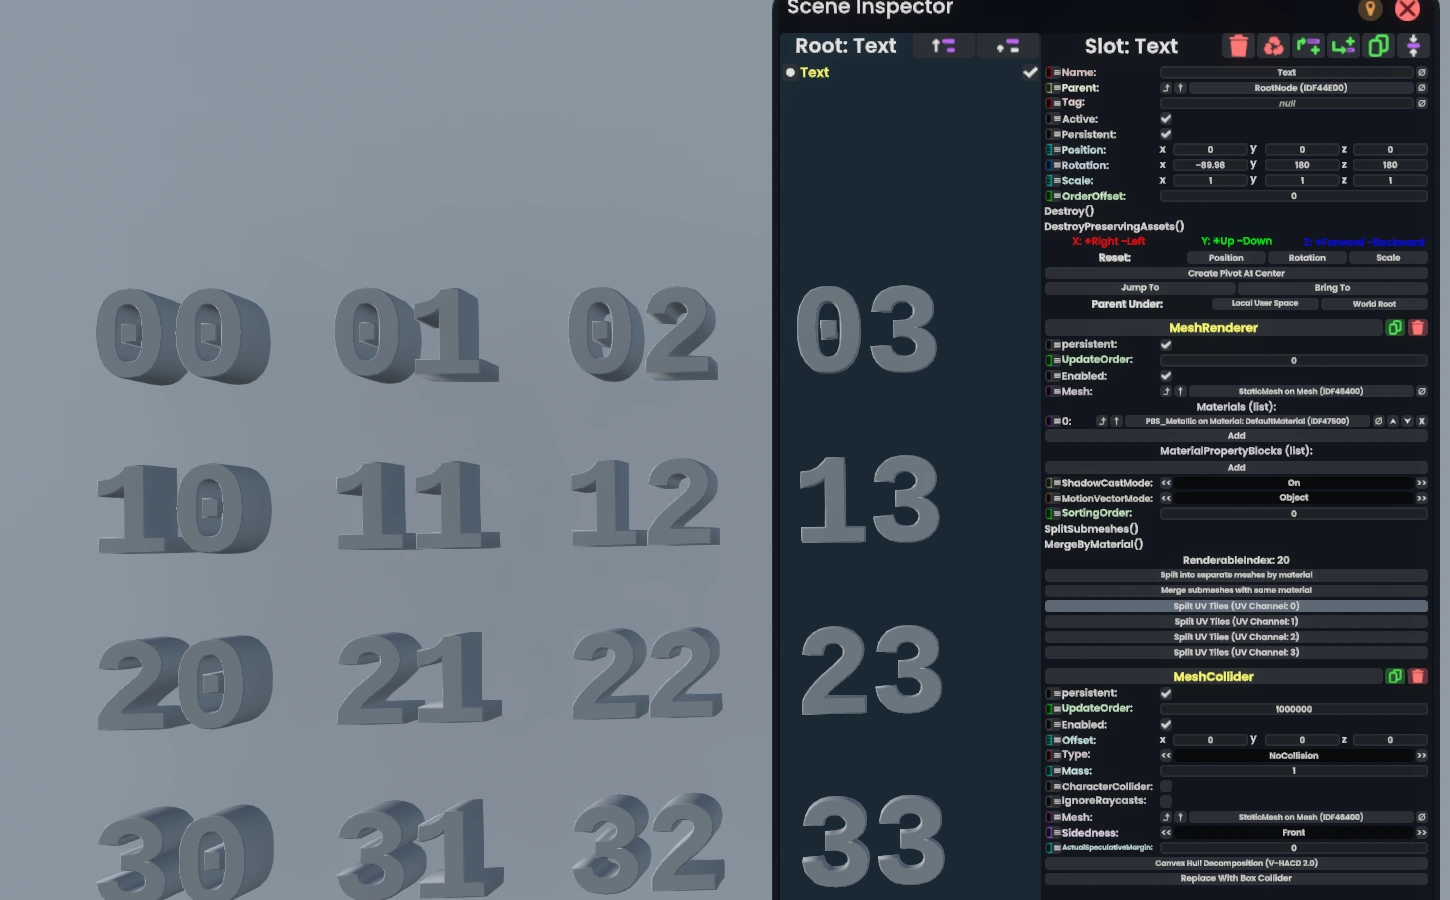 Scene Inspector
Root: Text
Text
Slot: Text
Name: Text
Parent: RootNode (IDF44E00)
Tag: null
Active:
Persistent:
Position: x 0 y 0 z 0
Rotation: x -89.98 y 180 z 180
Scale: x 1 y 1 z 1
OrderOffset: 0
Destroy()
DestroyPreservingAssets()
X: +Right -Left Y: +Up -Down Z: +Forward -Backward
Reset: Position Rotation Scale
Create Pivot At Center
Jump To Bring To
Parent Under: Local User Space World Root
MeshRenderer
persistent:
UpdateOrder: 0
Enabled:
Mesh: StaticMesh on Mesh (IDF46400)
Materials (list):
0: PBS_Metallic on Material: DefaultMaterial (IDF47500) X
Add
MaterialPropertyBlocks (list):
Add
ShadowCastMode: << On >>
MotionVectorMode: << Object >>
SortingOrder: 0
SplitSubmeshes()
MergeByMaterial()
RenderableIndex: 20
Split into separate meshes by material
Merge submeshes with same material
Split UV Tiles (UV Channel: 0)
Split UV Tiles (UV Channel: 1)
Split UV Tiles (UV Channel: 2)
Split UV Tiles (UV Channel: 3)
MeshCollider
persistent:
UpdateOrder: 1000000
Enabled:
Offset: x 0 y 0 z 0
Type: << NoCollision >>
Mass: 1
CharacterCollider:
IgnoreRaycasts:
Mesh: StaticMesh on Mesh (IDF46400)
Sidedness: << Front >>
ActualSpeculativeMargin: 0
Convex Hull Decomposition (V-HACD 2.0)
Replace With Box Collider
00 01 02 03
10 11 12 13
20 21 22 23
30 31 32 33